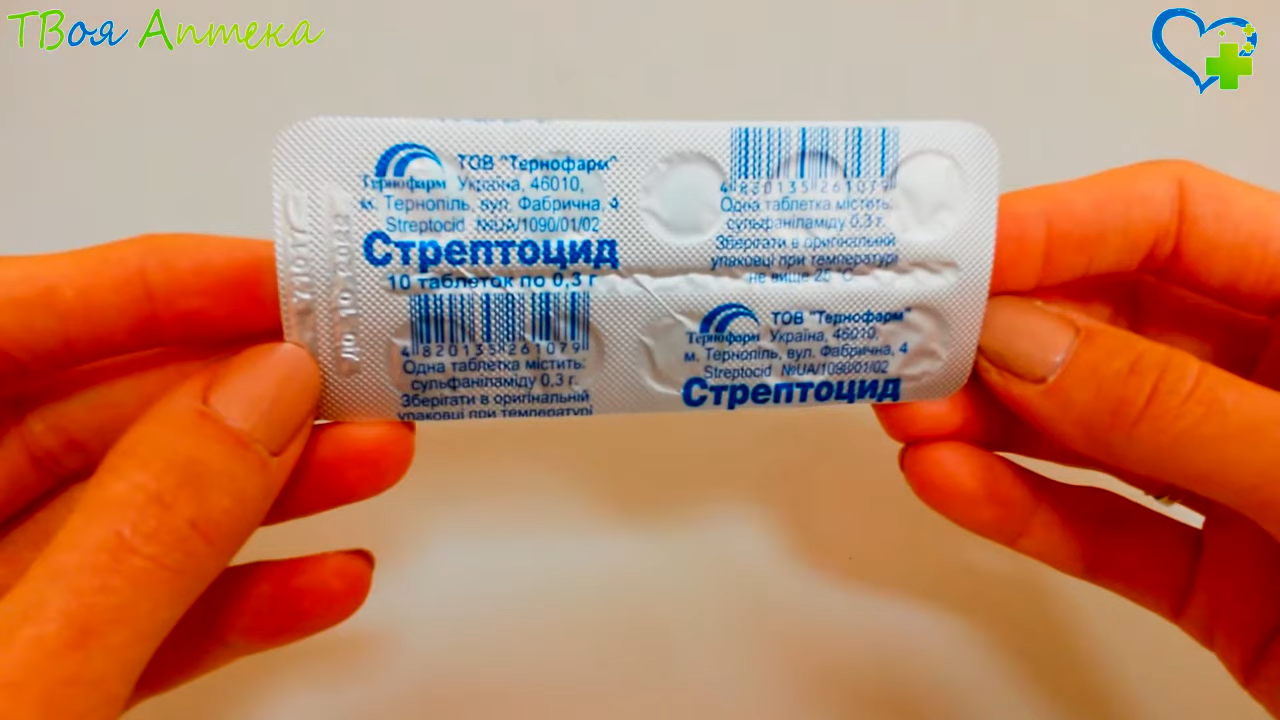 ТВоя Аптека
ТОВ "Тернофарм"
Тернофарм
Україна, 46010,
м. Тернопіль, вул. Фабрична, 4
Streptocid №UA/1090/01/02
Стрептоцид
10 таблеток по 0,3 г
4 820135 261079
Одна таблетка містить:
сульфаніламіду 0,3 г.
Зберігати в оригінальній
упаковці при температурі
4 820135 261079
Одна таблетка містить:
сульфаніламіду 0,3 г.
Зберігати в оригінальній
упаковці при температурі
не вище 25 °С
ТОВ "Тернофарм"
Тернофарм
Україна, 46010,
м. Тернопіль, вул. Фабрична, 4
Streptocid №UA/1090/01/02
Стрептоцид
ДО 10 2022